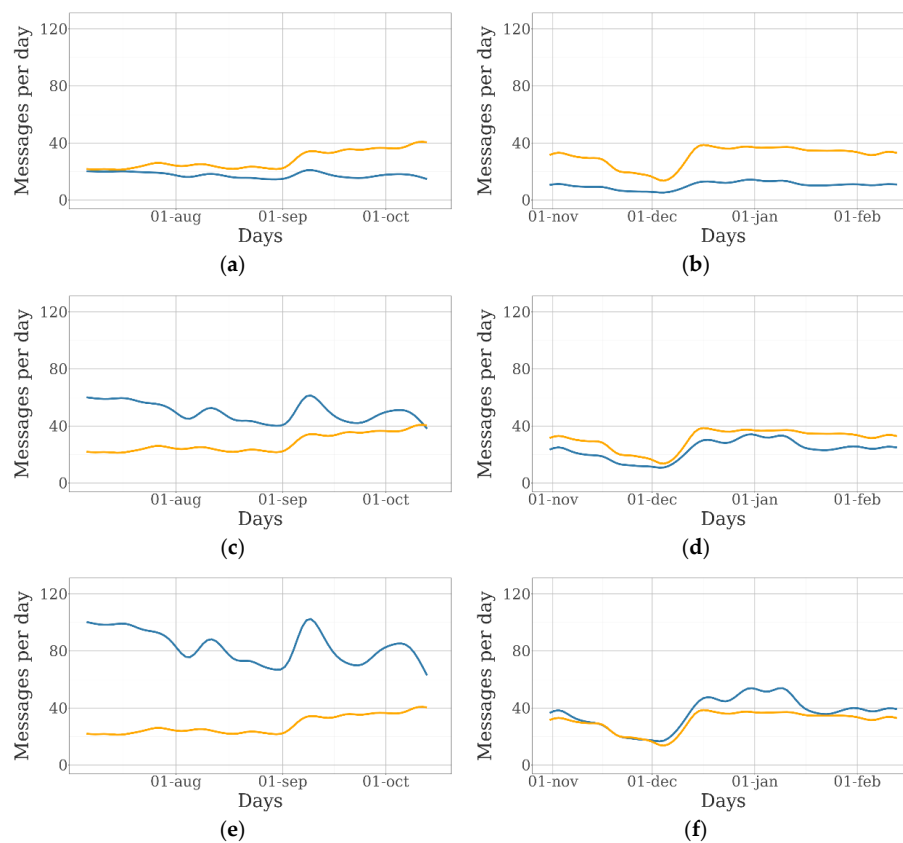 120
80
40
0
Messages per day
01-aug 01-sep 01-oct
Days
(a)
120
80
40
0
Messages per day
01-nov 01-dec 01-jan 01-feb
Days
(b)
120
80
40
0
Messages per day
01-aug 01-sep 01-oct
Days
(c)
120
80
40
0
Messages per day
01-nov 01-dec 01-jan 01-feb
Days
(d)
120
80
40
0
Messages per day
01-aug 01-sep 01-oct
Days
(e)
120
80
40
0
Messages per day
01-nov 01-dec 01-jan 01-feb
Days
(f)